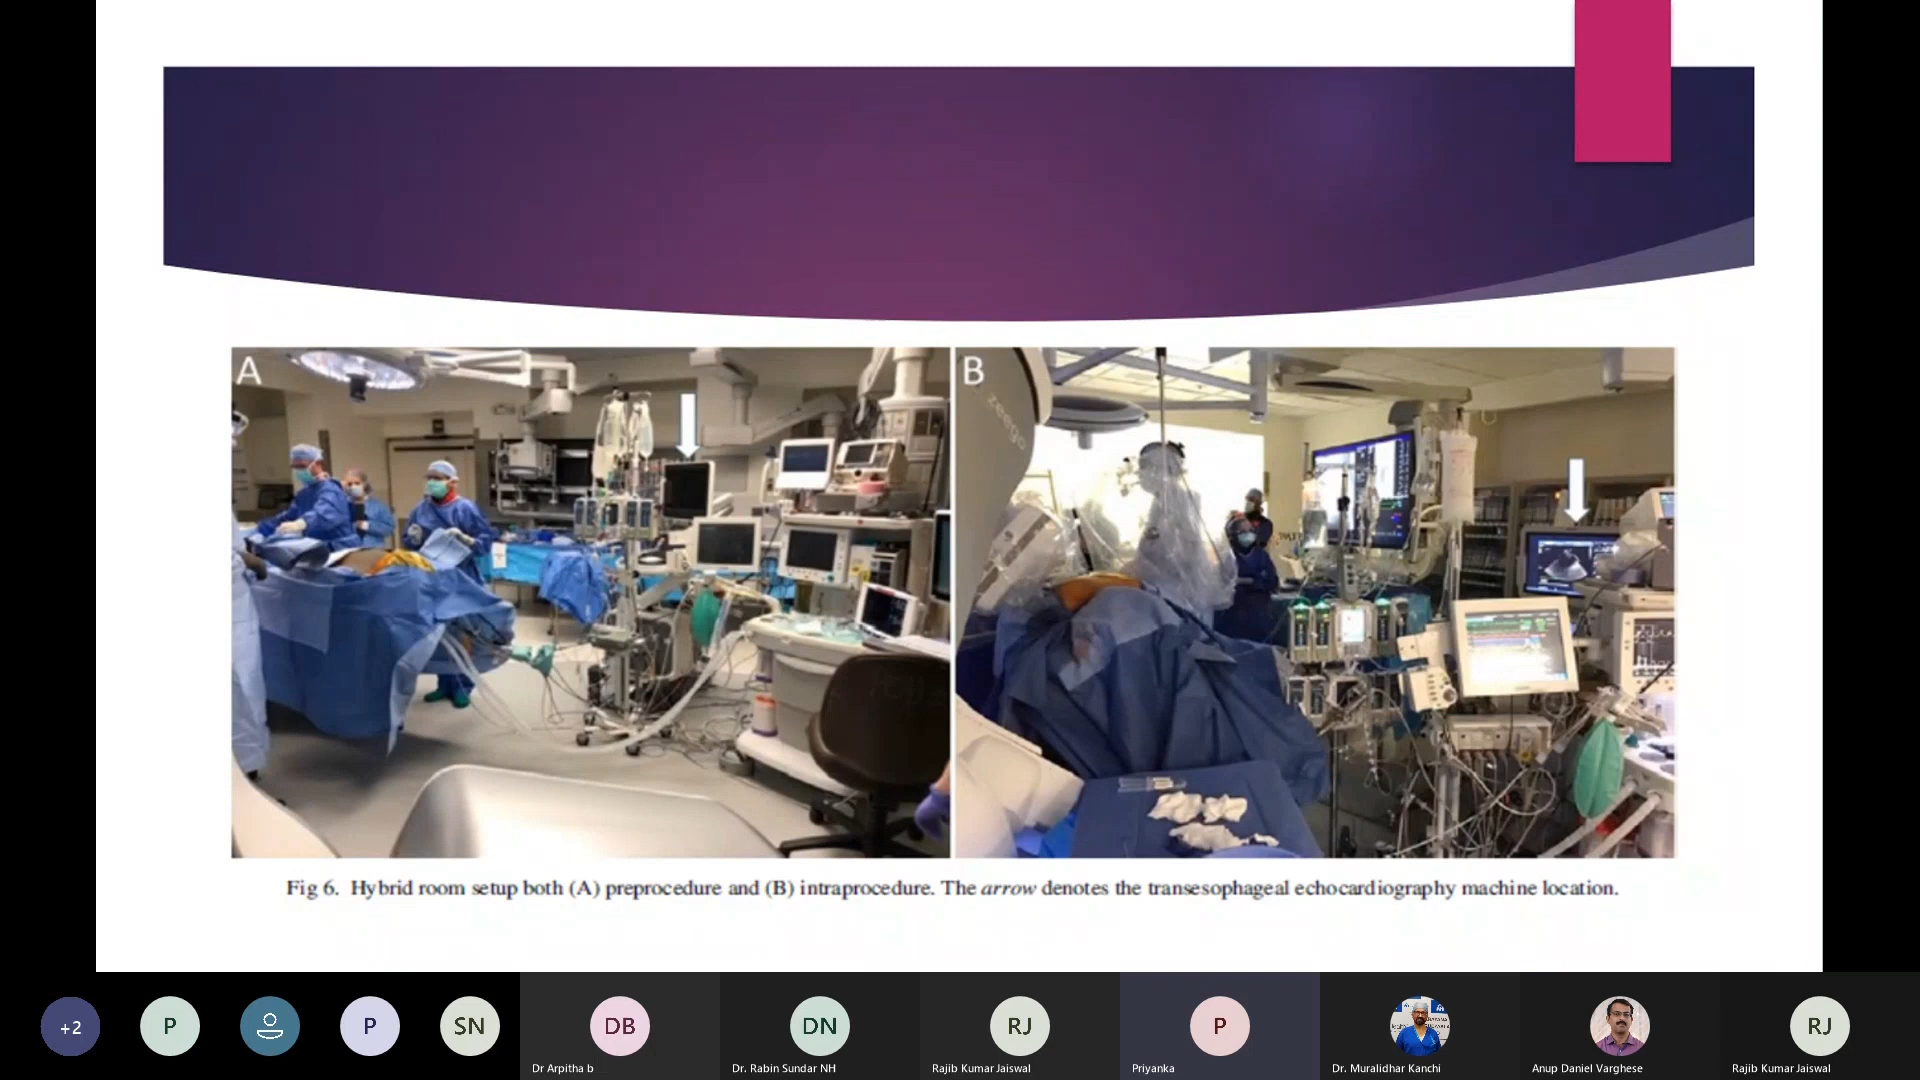 A
B
zeego
Fig 6. Hybrid room setup both (A) preprocedure and (B) intraprocedure. The arrow denotes the transesophageal echocardiography machine location.
+2
P
P
SN
DB
DN
RJ
P
RJ
Dr Arpitha b
Dr. Rabin Sundar NH
Rajib Kumar Jaiswal
Priyanka
Dr. Muralidhar Kanchi
Anup Daniel Varghese
Rajib Kumar Jaiswal